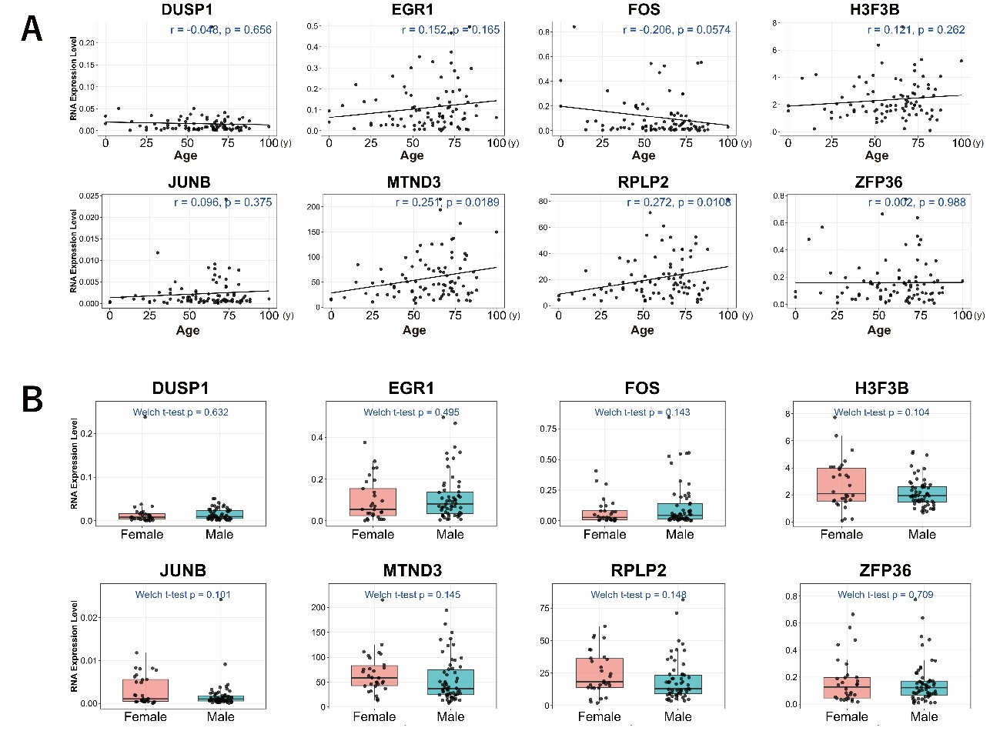 A
DUSP1 EGR1 FOS H3F3B
r = -0.048, p = 0.656 r = 0.152, p = 0.165 r = -0.206, p = 0.0574 r = 0.121, p = 0.262
RNA Expression Level
0.20
0.15
0.10
0.05
0.00
0 25 50 75 100 (y)
Age
0.5
0.4
0.3
0.2
0.1
0.0
0 25 50 75 100 (y)
Age
0.8
0.6
0.4
0.2
0.0
0 25 50 75 100 (y)
Age
8
6
4
2
0
0 25 50 75 100 (y)
Age
JUNB MTND3 RPLP2 ZFP36
r = 0.096, p = 0.375 r = 0.251, p = 0.0189 r = 0.272, p = 0.0108 r = 0.002, p = 0.988
RNA Expression Level
0.025
0.020
0.015
0.010
0.005
0.000
0 25 50 75 100 (y)
Age
200
150
100
50
0
0 25 50 75 100 (y)
Age
80
60
40
20
0
0 25 50 75 100 (y)
Age
0.8
0.6
0.4
0.2
0.0
0 25 50 75 100 (y)
Age
B
DUSP1 EGR1 FOS H3F3B
Welch t-test p = 0.632 Welch t-test p = 0.495 Welch t-test p = 0.143 Welch t-test p = 0.104
RNA Expression Level
0.2
0.1
0.0
Female Male
0.4
0.2
0.0
Female Male
0.75
0.50
0.25
0.00
Female Male
8
6
4
2
0
Female Male
JUNB MTND3 RPLP2 ZFP36
Welch t-test p = 0.101 Welch t-test p = 0.145 Welch t-test p = 0.148 Welch t-test p = 0.709
RNA Expression Level
0.02
0.01
0.00
Female Male
200
150
100
50
0
Female Male
75
50
25
0
Female Male
0.8
0.6
0.4
0.2
0.0
Female Male